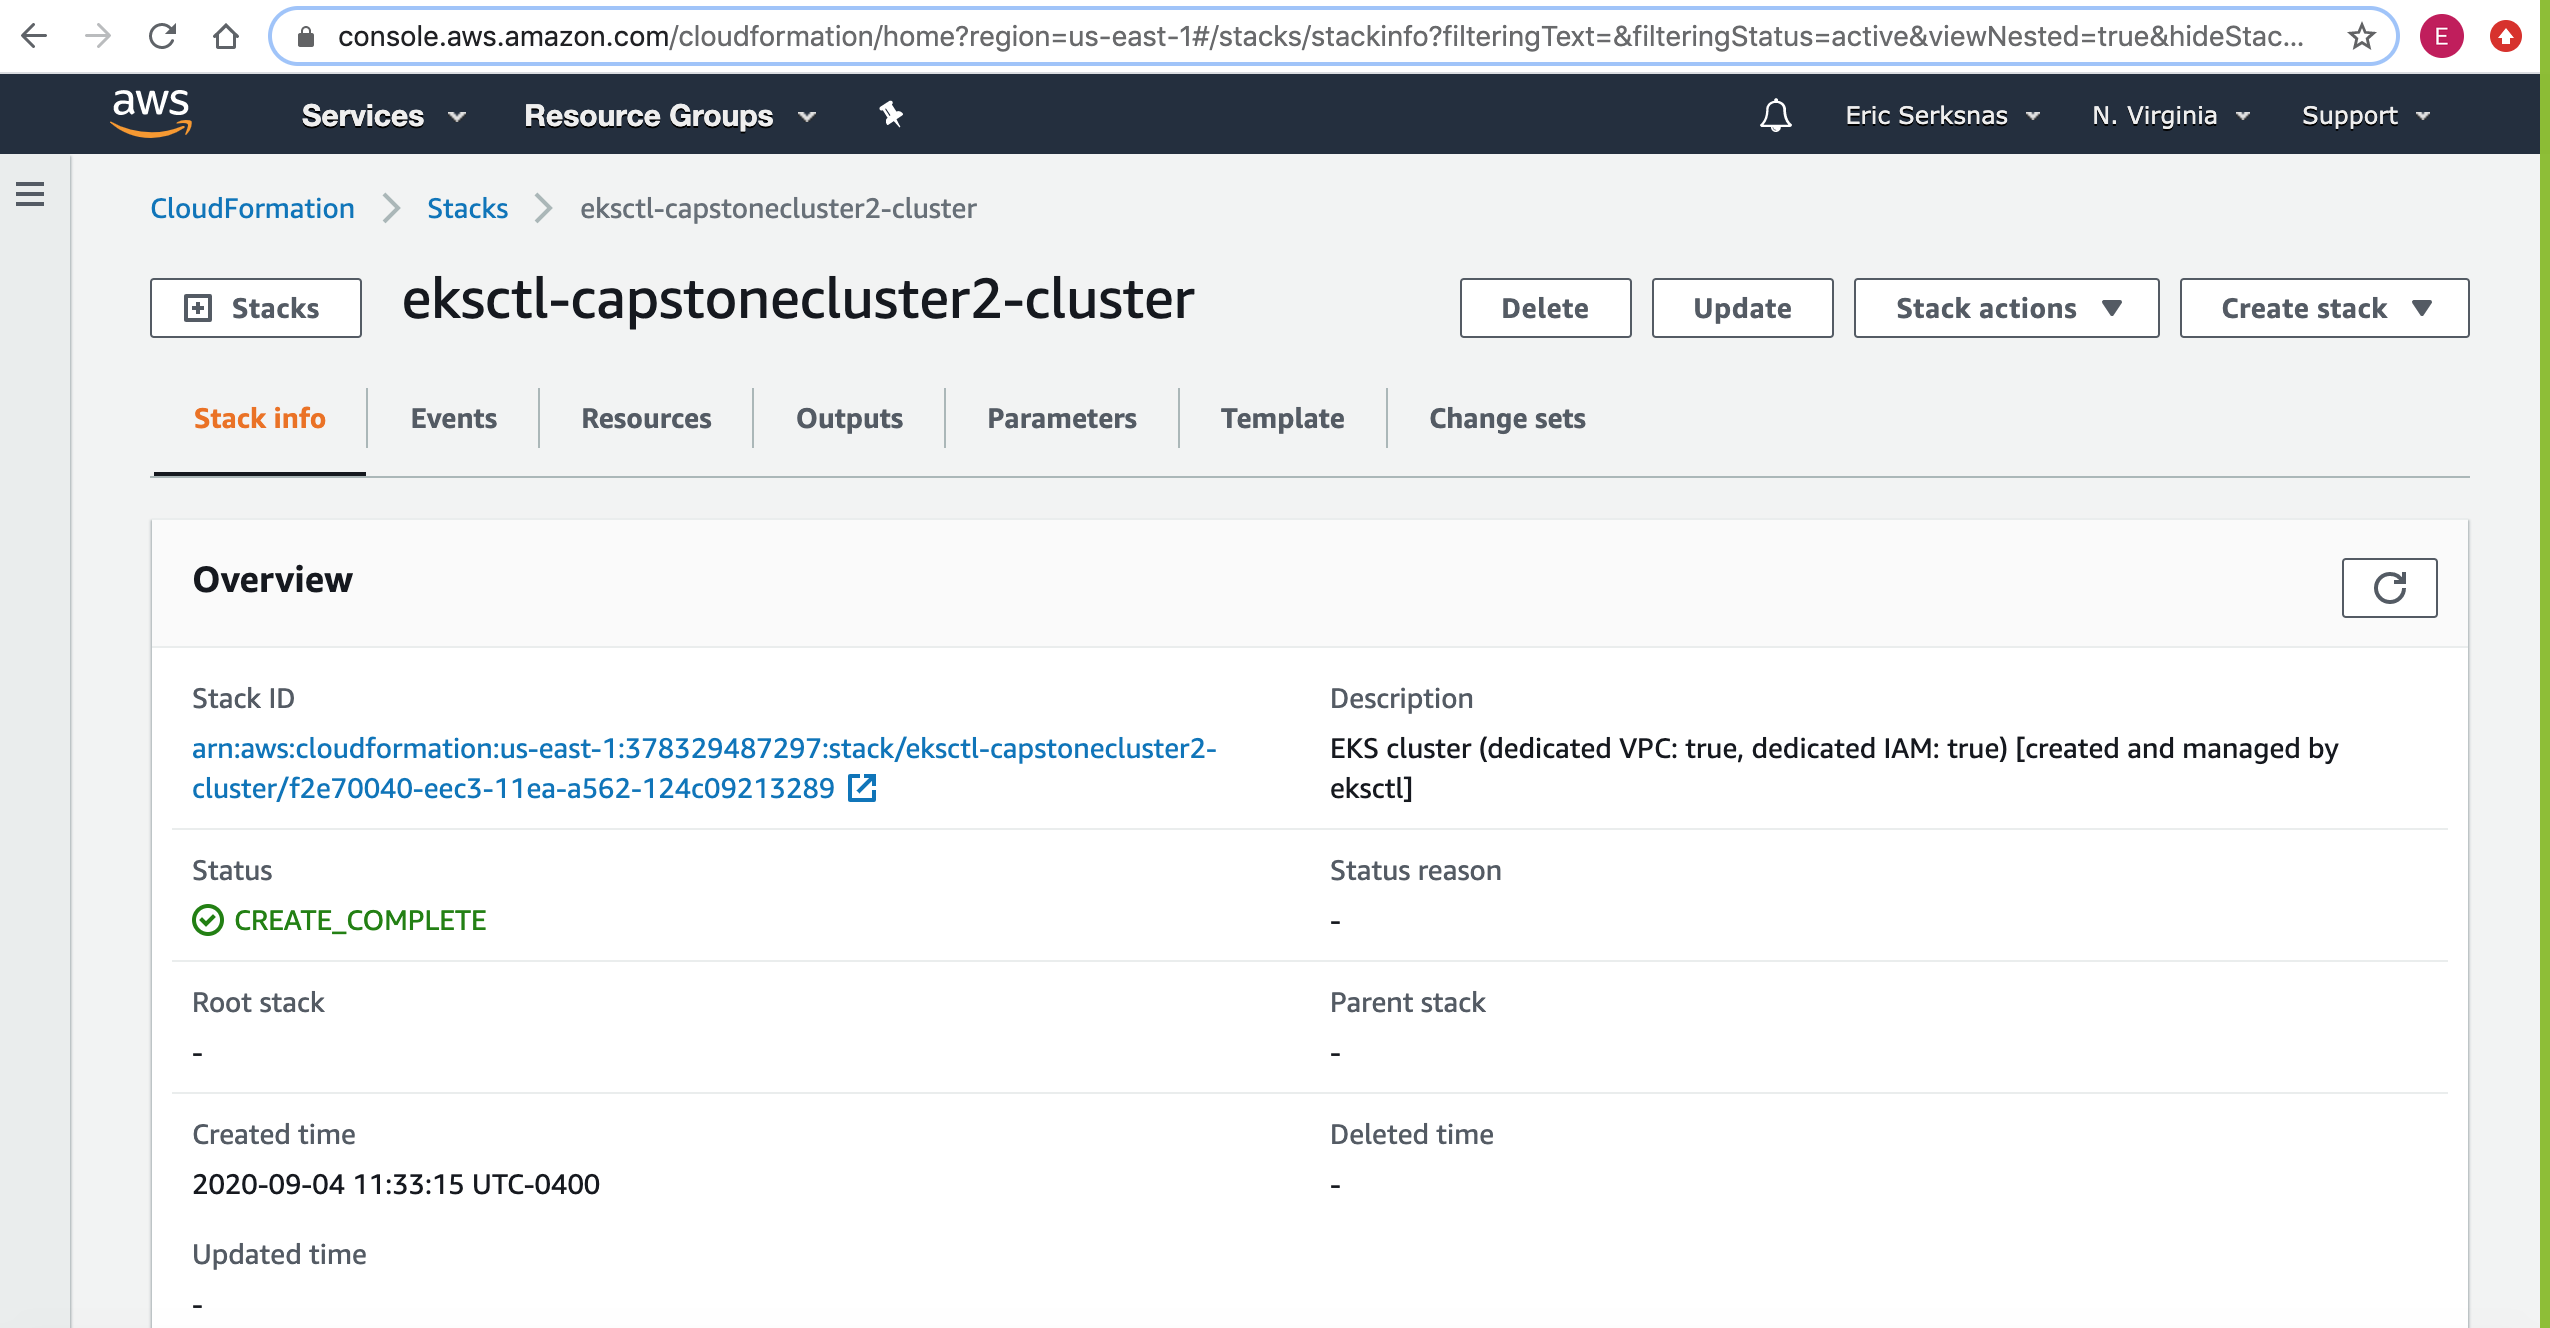 console.aws.amazon.com/cloudformation/home?region=us-east-1#/stacks/stackinfo?filteringText=&filteringStatus=active&viewNested=true&hideStac...
E
aws
Services
Resource Groups
Eric Serksnas
N. Virginia
Support
CloudFormation
Stacks
eksctl-capstonecluster2-cluster
Stacks
eksctl-capstonecluster2-cluster
Delete
Update
Stack actions
Create stack
Stack info
Events
Resources
Outputs
Parameters
Template
Change sets
Overview
Stack ID
arn:aws:cloudformation:us-east-1:378329487297:stack/eksctl-capstonecluster2-
cluster/f2e70040-eec3-11ea-a562-124c09213289
Description
EKS cluster (dedicated VPC: true, dedicated IAM: true) [created and managed by
eksctl]
Status
CREATE_COMPLETE
Status reason
-
Root stack
-
Parent stack
-
Created time
2020-09-04 11:33:15 UTC-0400
Deleted time
-
Updated time
-